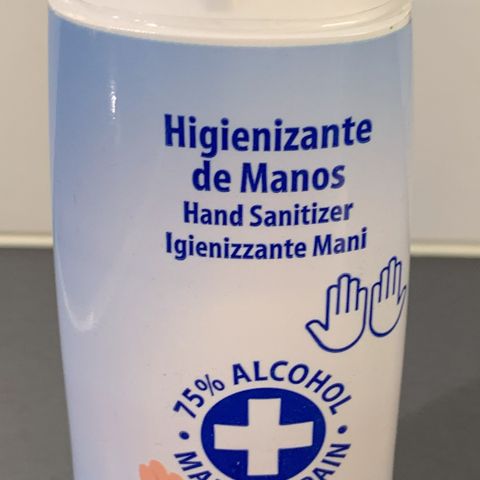 Higienizante
de Manos
Hand Sanitizer
Igienizzante Mani
• 75% ALCOHOL •